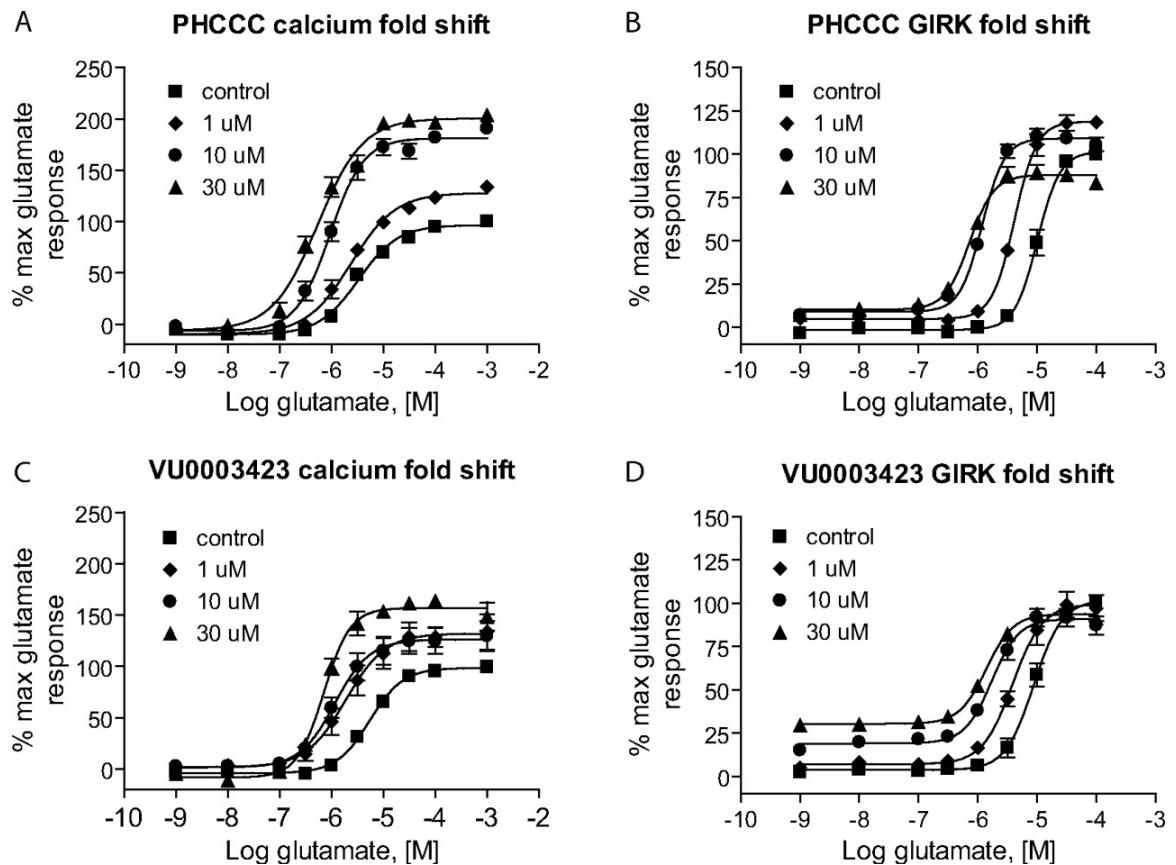 A
PHCCC calcium fold shift
250
200
150
100
50
0
% max glutamate
response
control
1 uM
10 uM
30 uM
-10 -9 -8 -7 -6 -5 -4 -3 -2
Log glutamate, [M]
B
PHCCC GIRK fold shift
150
125
100
75
50
25
0
% max glutamate
response
control
1 uM
10 uM
30 uM
-10 -9 -8 -7 -6 -5 -4 -3
Log glutamate, [M]
C
VU0003423 calcium fold shift
250
200
150
100
50
0
% max glutamate
response
control
1 uM
10 uM
30 uM
-10 -9 -8 -7 -6 -5 -4 -3 -2
Log glutamate, [M]
D
VU0003423 GIRK fold shift
150
125
100
75
50
25
0
% max glutamate
response
control
1 uM
10 uM
30 uM
-10 -9 -8 -7 -6 -5 -4 -3
Log glutamate, [M]